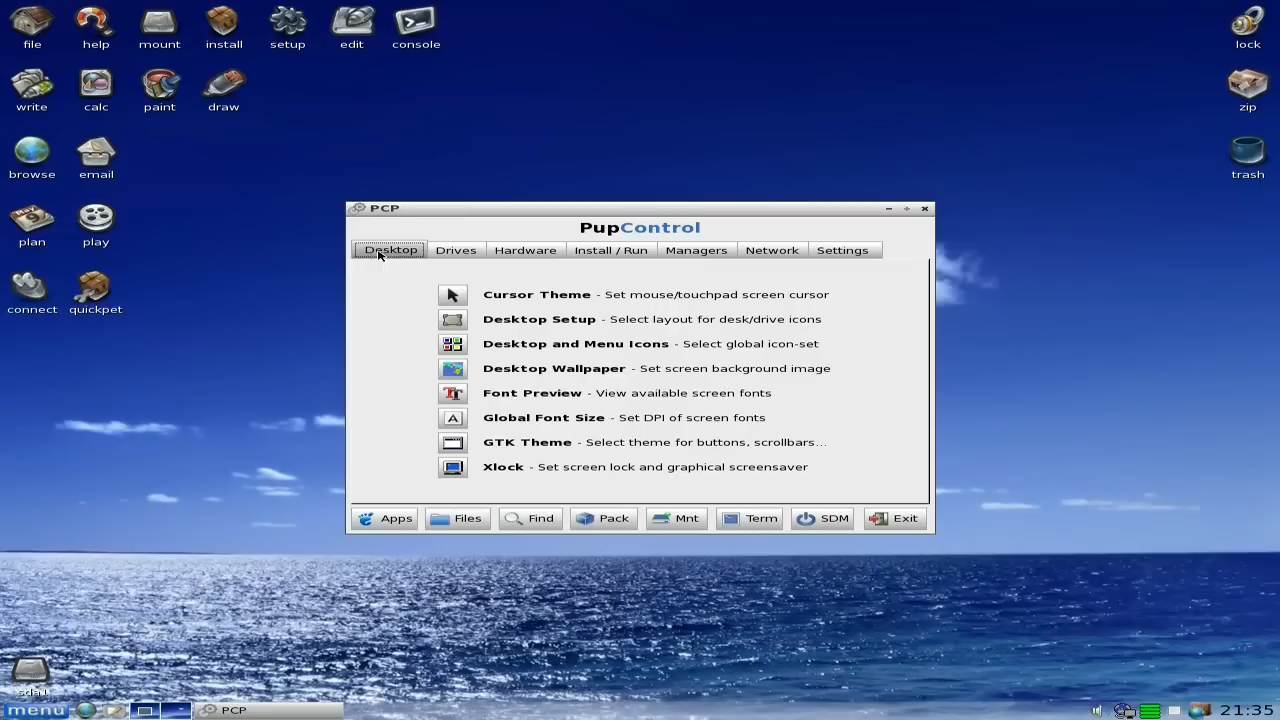 file help mount install setup edit console lock
write calc paint draw zip
browse email trash
plan play
connect quickpet
PCP
PupControl
Desktop Drives Hardware Install / Run Managers Network Settings
Cursor Theme - Set mouse/touchpad screen cursor
Desktop Setup - Select layout for desk/drive icons
Desktop and Menu Icons - Select global icon-set
Desktop Wallpaper - Set screen background image
Font Preview - View available screen fonts
Global Font Size - Set DPI of screen fonts
GTK Theme - Select theme for buttons, scrollbars...
Xlock - Set screen lock and graphical screensaver
Apps Files Find Pack Mnt Term SDM Exit
sda1
menu PCP 21:35